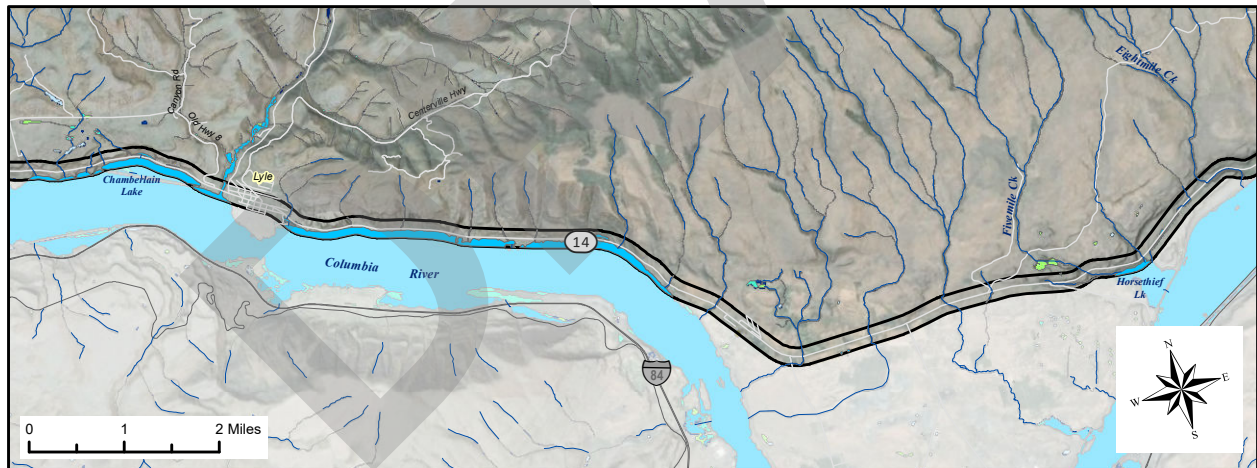 Eightmile Ck
Canyon Rd
Centerville Hwy
Old Hwy 8
Lyle
Chamberlain
Lake
Fivemile Ck
14
Columbia River
Horsethief
Lk
84
N
W E
S
0 1 2 Miles